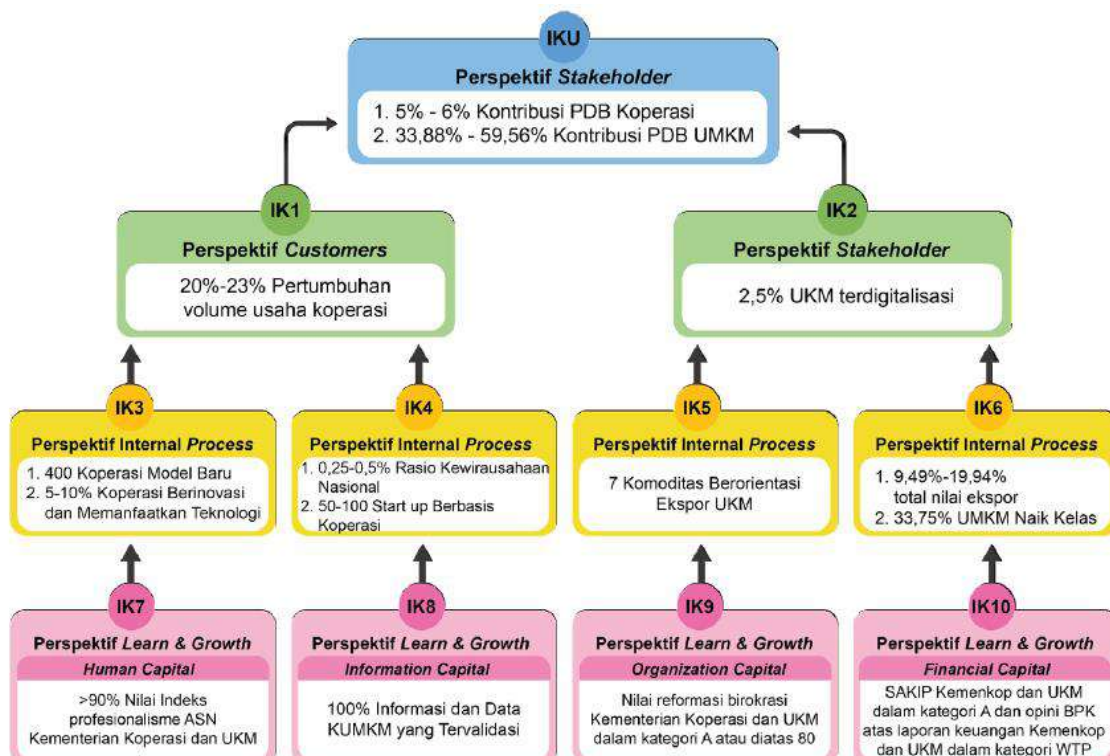 IKU
Perspektif Stakeholder
1. 5% - 6% Kontribusi PDB Koperasi
2. 33,88% - 59,56% Kontribusi PDB UMKM
IK1
Perspektif Customers
20%-23% Pertumbuhan
volume usaha koperasi
IK2
Perspektif Stakeholder
2,5% UKM terdigitalisasi
IK3
Perspektif Internal Process
1. 400 Koperasi Model Baru
2. 5-10% Koperasi Berinovasi
dan Memanfaatkan Teknologi
IK4
Perspektif Internal Process
1. 0,25-0,5% Rasio Kewirausahaan
Nasional
2. 50-100 Start up Berbasis
Koperasi
IK5
Perspektif Internal Process
7 Komoditas Berorientasi
Ekspor UKM
IK6
Perspektif Internal Process
1. 9,49%-19,94%
total nilai ekspor
2. 33,75% UMKM Naik Kelas
IK7
Perspektif Learn & Growth
Human Capital
>90% Nilai Indeks
profesionalisme ASN
Kementerian Koperasi dan UKM
IK8
Perspektif Learn & Growth
Information Capital
100% Informasi dan Data
KUMKM yang Tervalidasi
IK9
Perspektif Learn & Growth
Organization Capital
Nilai reformasi birokrasi
Kementerian Koperasi dan UKM
dalam kategori A atau diatas 80
IK10
Perspektif Learn & Growth
Financial Capital
SAKIP Kemenkop dan UKM
dalam kategori A dan opini BPK
atas laporan keuangan Kemenkop
dan UKM dalam kategori WTP